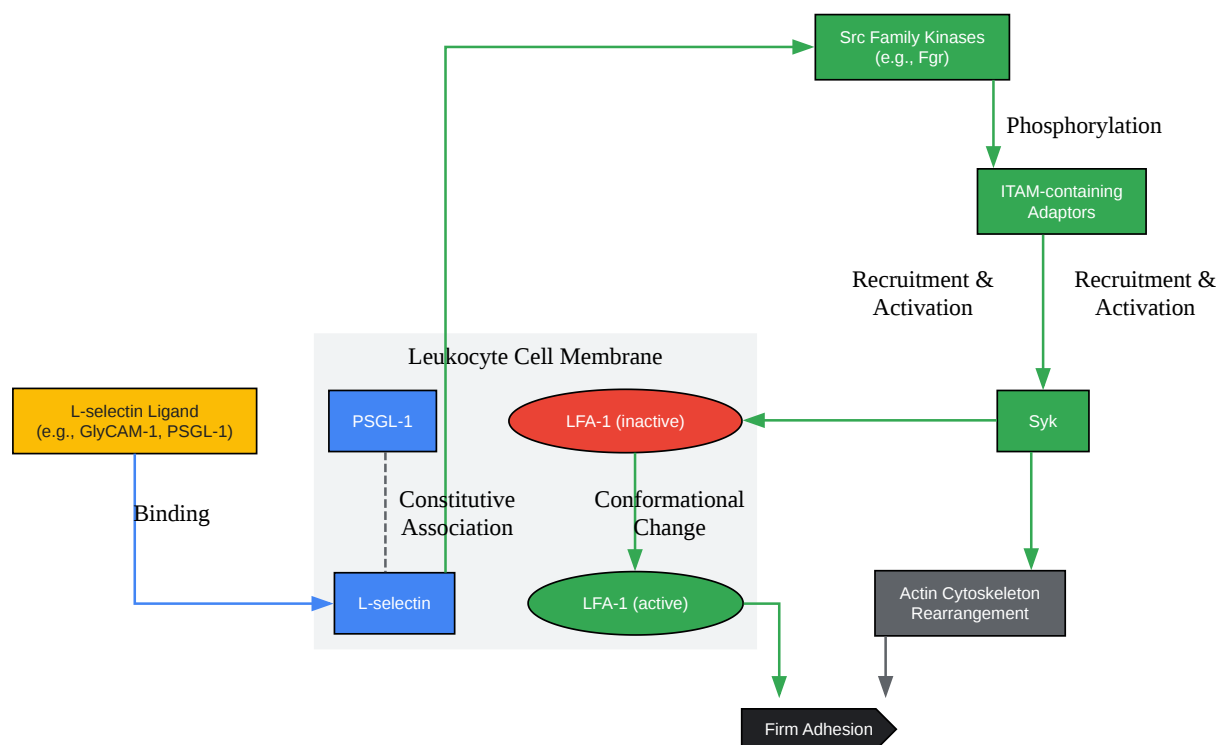 Src Family Kinases
(e.g., Fgr)
Phosphorylation
ITAM-containing
Adaptors
Recruitment &
Activation
Recruitment &
Activation
Leukocyte Cell Membrane
L-selectin Ligand
(e.g., GlyCAM-1, PSGL-1)
PSGL-1
LFA-1 (inactive)
Syk
Binding
Constitutive
Association
Conformational
Change
L-selectin
LFA-1 (active)
Actin Cytoskeleton
Rearrangement
Firm Adhesion